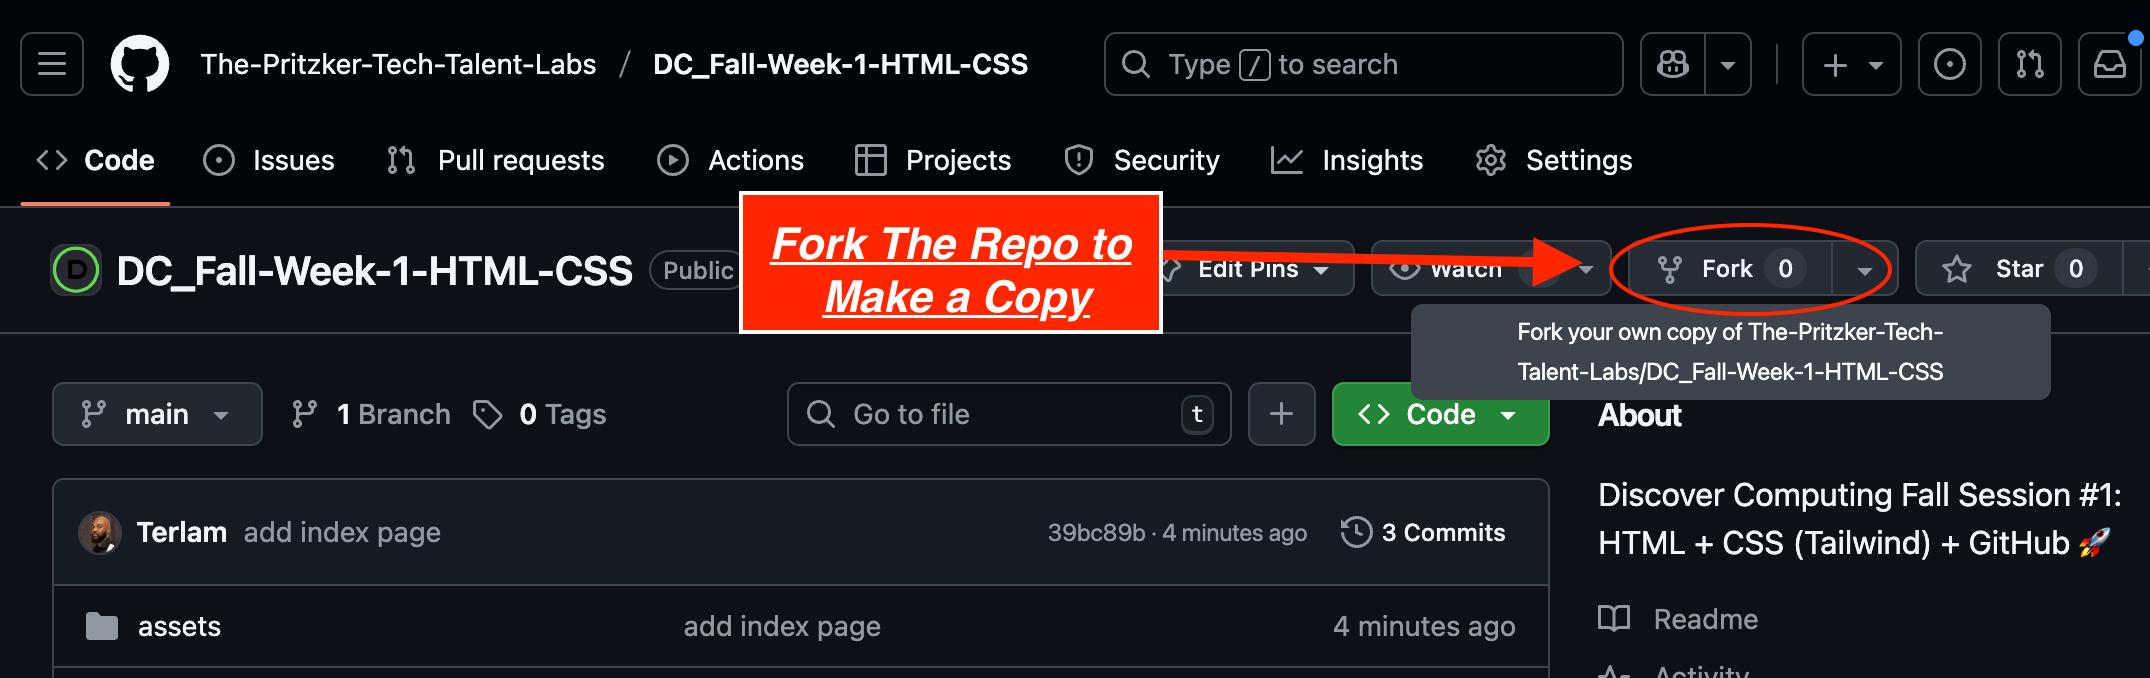 The-Pritzker-Tech-Talent-Labs / DC_Fall-Week-1-HTML-CSS
Type / to search
Code
Issues
Pull requests
Actions
Projects
Security
Insights
Settings
D
DC_Fall-Week-1-HTML-CSS
Public
Fork The Repo to
Make a Copy
Edit Pins
Watch
Fork 0
Star 0
Fork your own copy of The-Pritzker-Tech-
Talent-Labs/DC_Fall-Week-1-HTML-CSS
main
1 Branch
0 Tags
Go to file
t
Code
About
Terlam add index page
39bc89b · 4 minutes ago
3 Commits
Discover Computing Fall Session #1:
HTML + CSS (Tailwind) + GitHub 🚀
assets
add index page
4 minutes ago
Readme
Activity